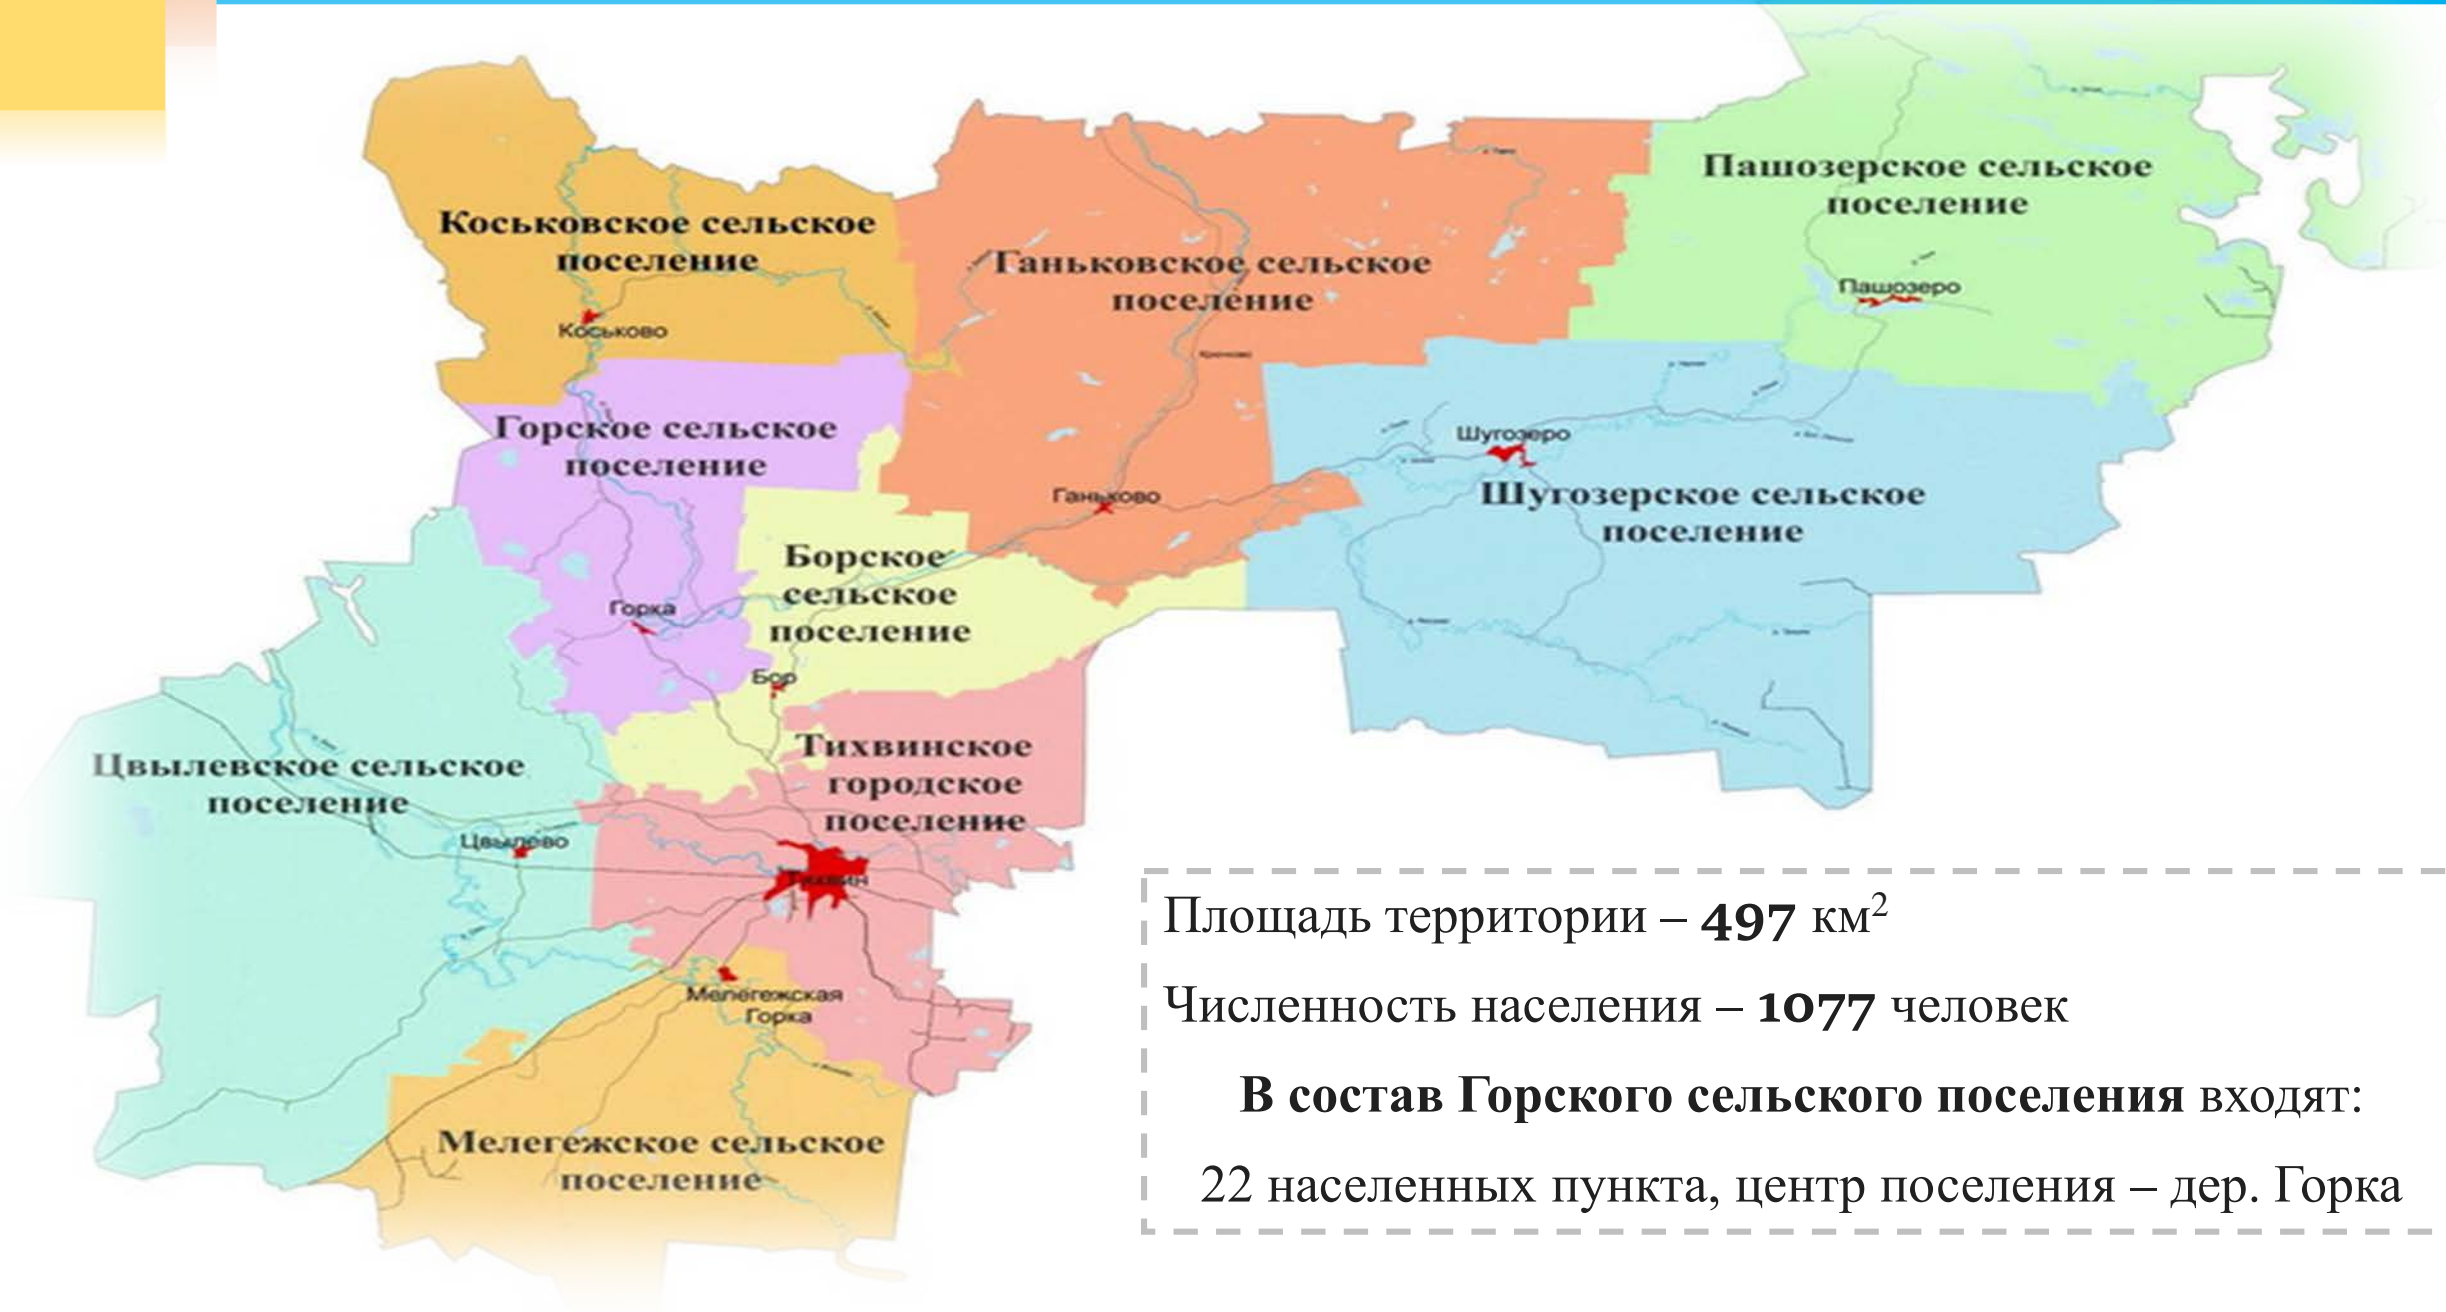 Пашозерское сельское
поселение
Коськовское сельское
поселение
Ганьковское сельское
поселение
Пашозеро
Коськово
Горское сельское
поселение
Шугозеро
Ганьково
Шугозерское сельское
поселение
Борское
сельское
поселение
Горка
Бор
Тихвинское
городское
поселение
Цвылевское сельское
поселение
Цвылево
Тихвин
Мелегежская
Горка
Мелегежское сельское
поселение
Площадь территории – 497 км²
Численность населения – 1077 человек
В состав Горского сельского поселения входят:
22 населенных пункта, центр поселения – дер. Горка